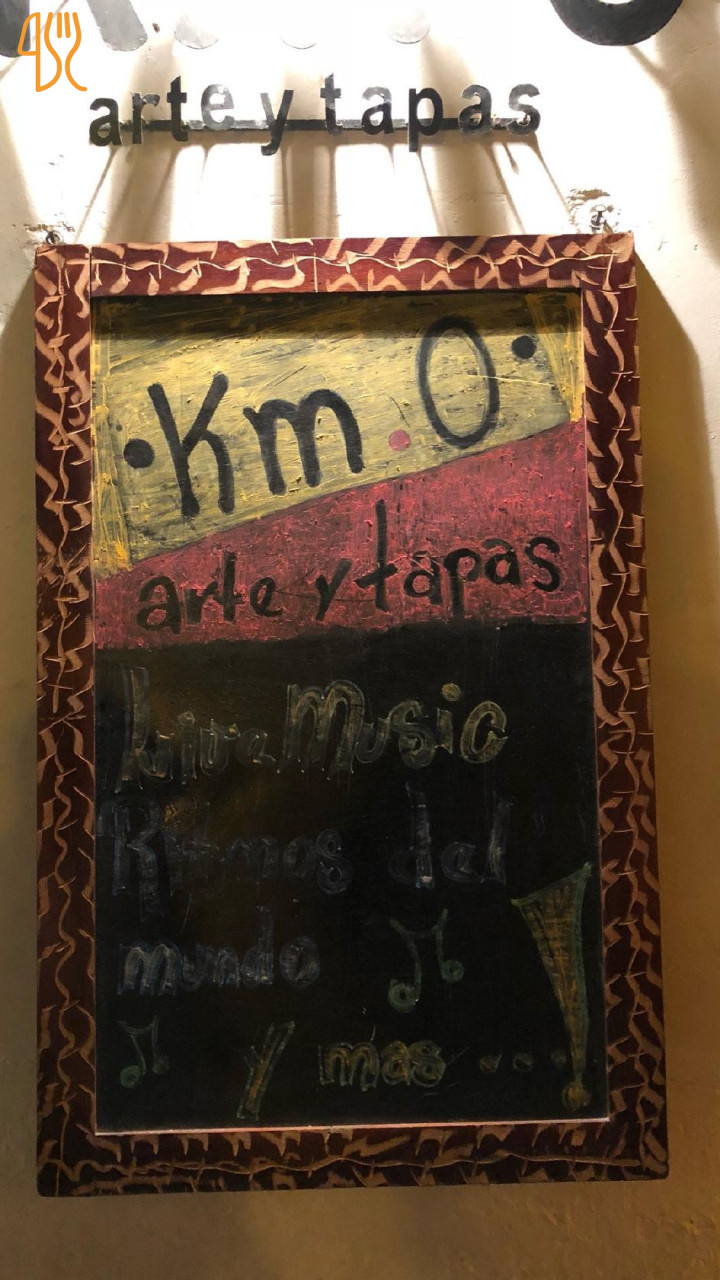 arte y tapas
• Km.0 •
arte y tapas
Live Music
Ritmos del
mundo
y mas ...!